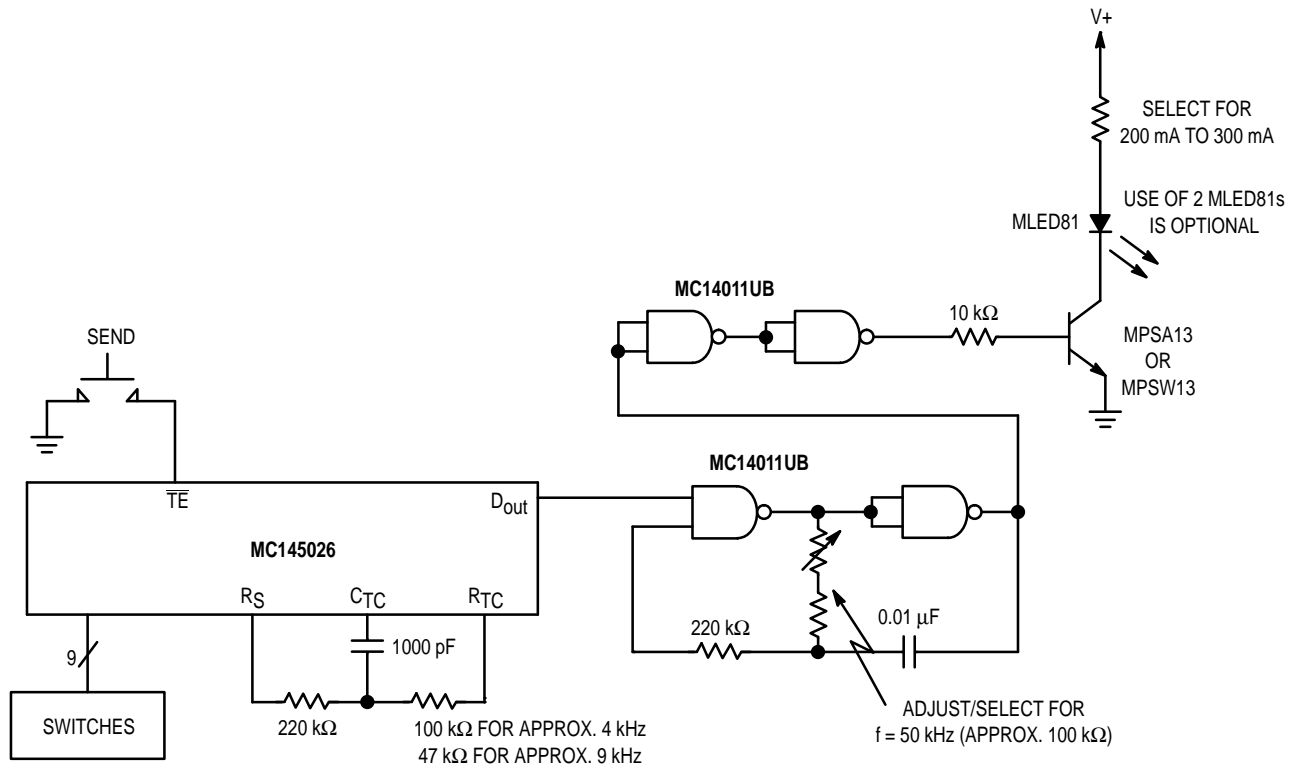 V+
SELECT FOR
200 mA TO 300 mA
MLED81
USE OF 2 MLED81s
IS OPTIONAL
MC14011UB
10 kΩ
MPSA13
OR
MPSW13
SEND
MC14011UB
TE
Dout
MC145026
RS
CTC
RTC
9
1000 pF
220 kΩ
0.01 μF
SWITCHES
220 kΩ
100 kΩ FOR APPROX. 4 kHz
47 kΩ FOR APPROX. 9 kHz
ADJUST/SELECT FOR
f = 50 kHz (APPROX. 100 kΩ)